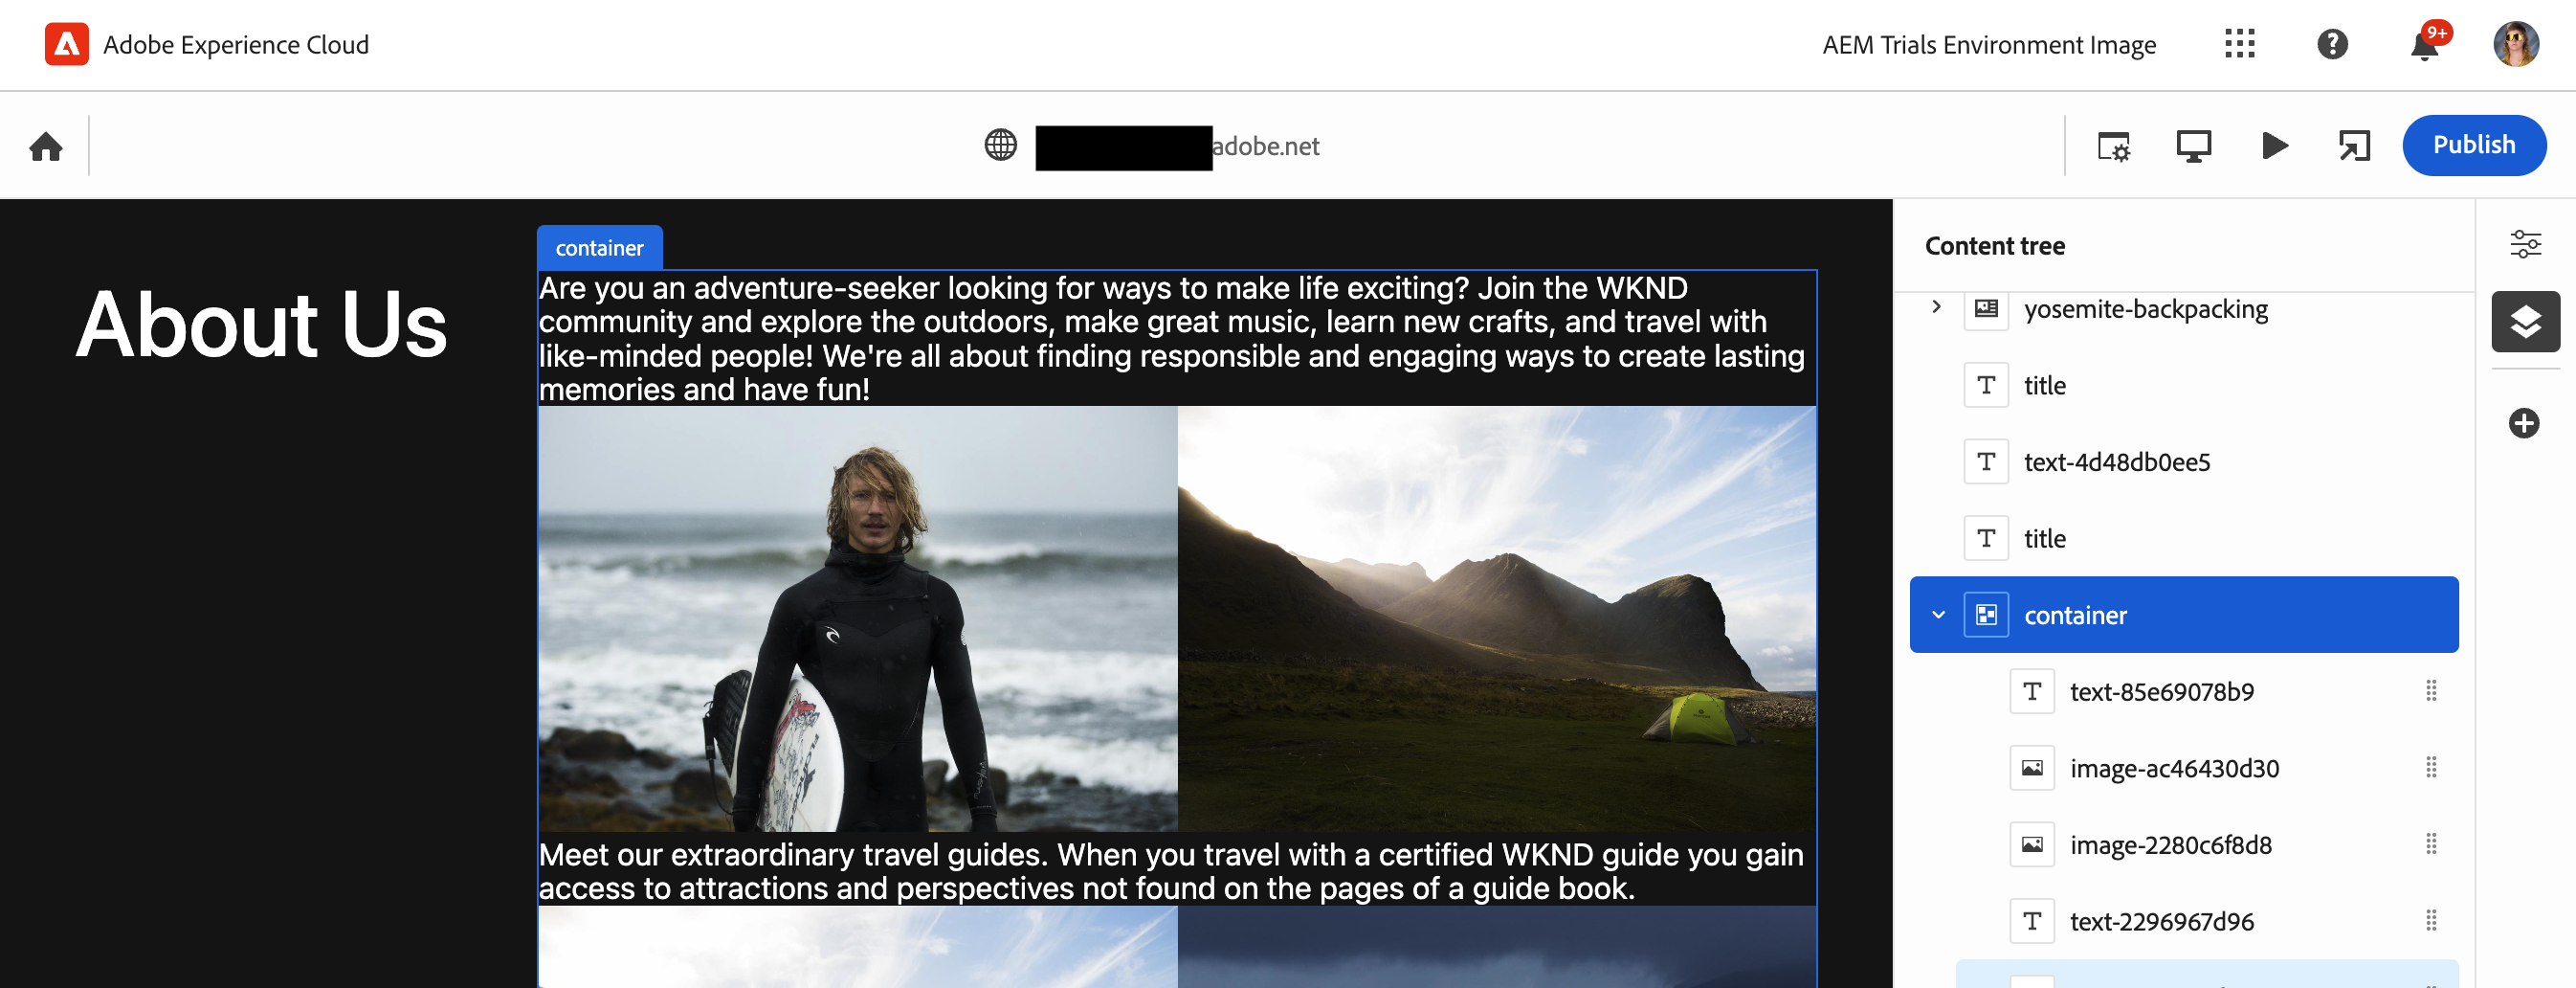 Adobe Experience Cloud
AEM Trials Environment Image
9+
adobe.net
Publish
container
About Us
Are you an adventure-seeker looking for ways to make life exciting? Join the WKND
community and explore the outdoors, make great music, learn new crafts, and travel with
like-minded people! We're all about finding responsible and engaging ways to create lasting
memories and have fun!
Meet our extraordinary travel guides. When you travel with a certified WKND guide you gain
access to attractions and perspectives not found on the pages of a guide book.
Content tree
yosemite-backpacking
title
text-4d48db0ee5
title
container
text-85e69078b9
image-ac46430d30
image-2280c6f8d8
text-2296967d96